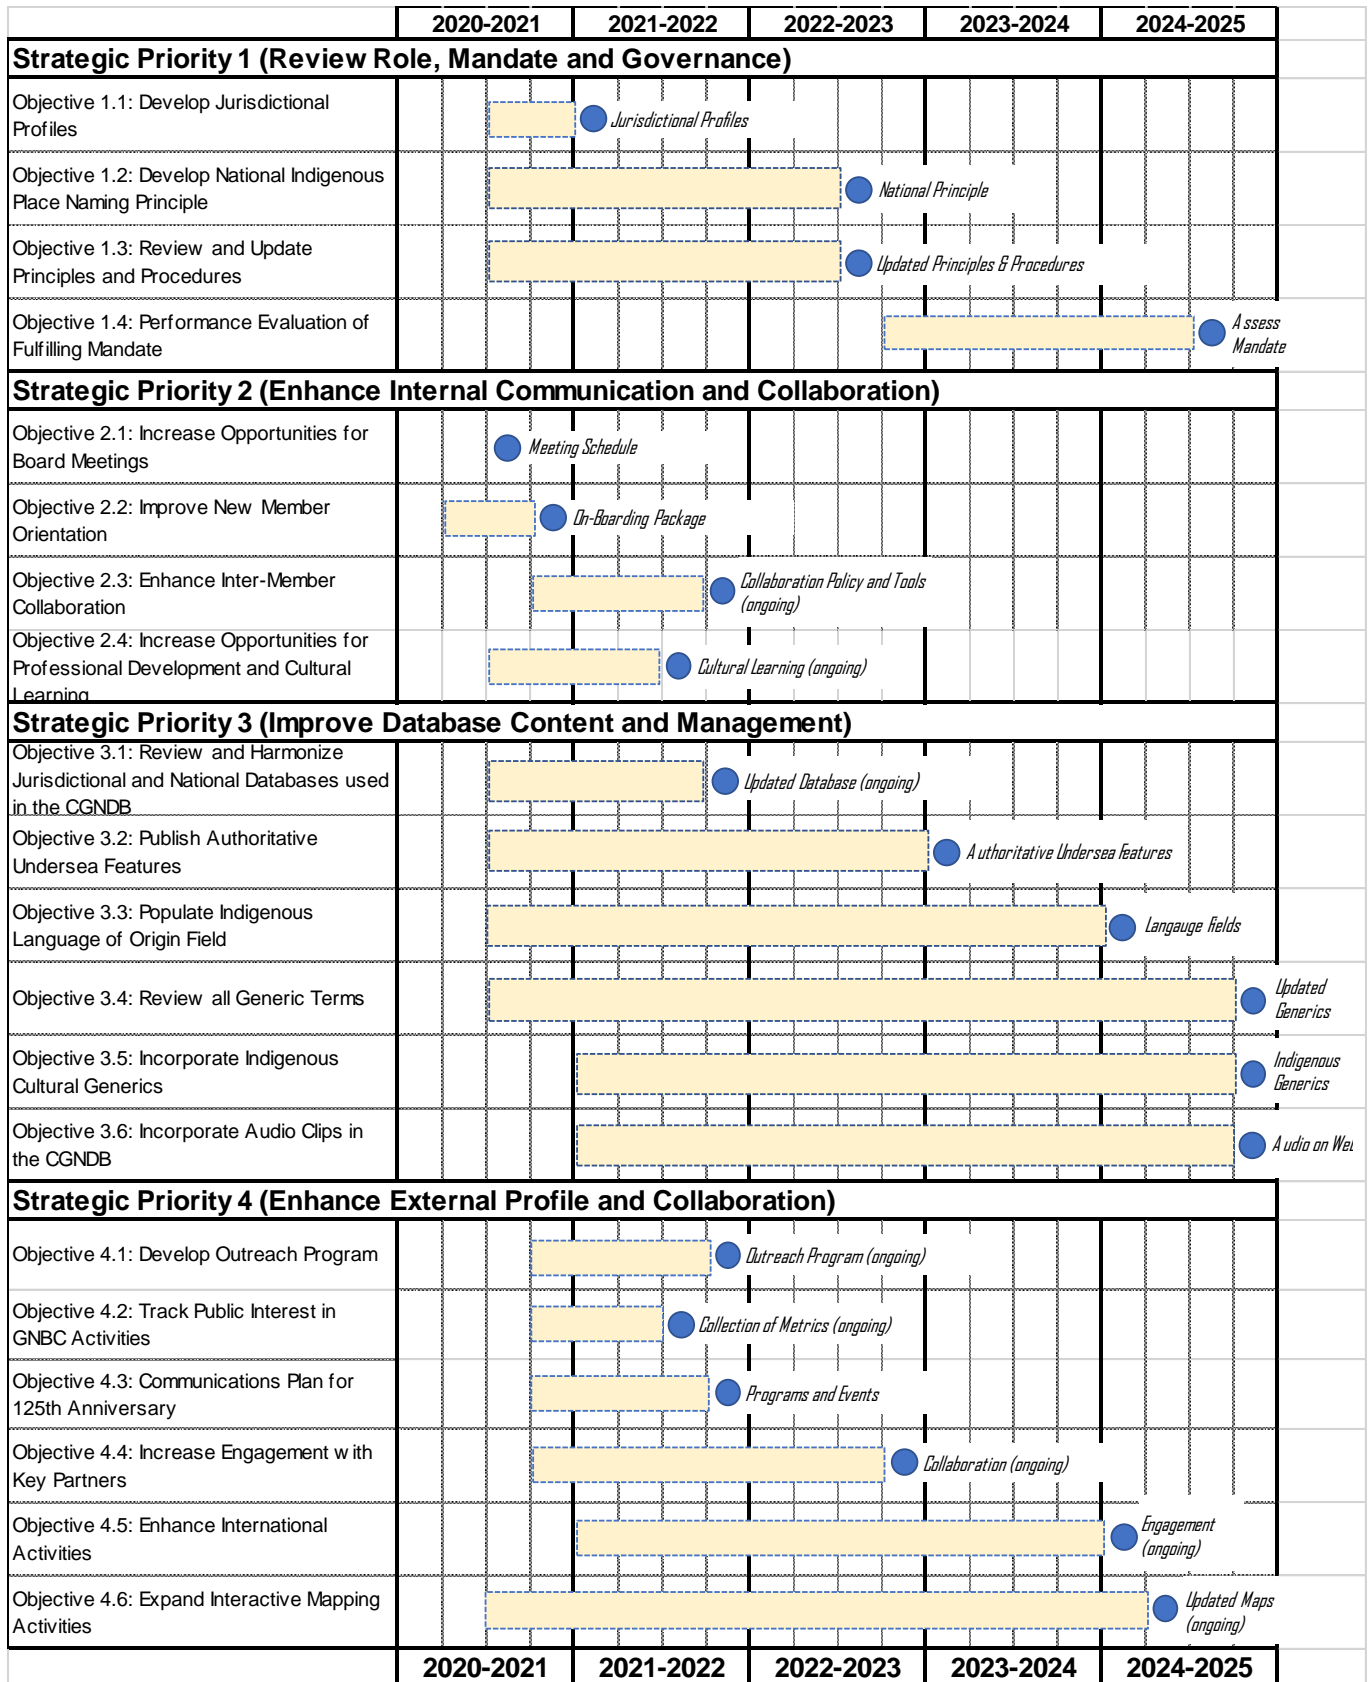 2020-2021 2021-2022 2022-2023 2023-2024 2024-2025
Strategic Priority 1 (Review Role, Mandate and Governance)
Objective 1.1: Develop Jurisdictional
Profiles
Jurisdictional Profiles
Objective 1.2: Develop National Indigenous
Place Naming Principle
National Principle
Objective 1.3: Review and Update
Principles and Procedures
Updated Principles & Procedures
Objective 1.4: Performance Evaluation of
Fulfilling Mandate
Assess
Mandate
Strategic Priority 2 (Enhance Internal Communication and Collaboration)
Objective 2.1: Increase Opportunities for
Board Meetings
Meeting Schedule
Objective 2.2: Improve New Member
Orientation
On-Boarding Package
Objective 2.3: Enhance Inter-Member
Collaboration
Collaboration Policy and Tools
(ongoing)
Objective 2.4: Increase Opportunities for
Professional Development and Cultural
Learning
Cultural Learning (ongoing)
Strategic Priority 3 (Improve Database Content and Management)
Objective 3.1: Review and Harmonize
Jurisdictional and National Databases used
in the CGNDB
Updated Database (ongoing)
Objective 3.2: Publish Authoritative
Undersea Features
Authoritative Undersea Features
Objective 3.3: Populate Indigenous
Language of Origin Field
Langauge Fields
Objective 3.4: Review all Generic Terms
Updated
Generics
Objective 3.5: Incorporate Indigenous
Cultural Generics
Indigenous
Generics
Objective 3.6: Incorporate Audio Clips in
the CGNDB
Audio on Web
Strategic Priority 4 (Enhance External Profile and Collaboration)
Objective 4.1: Develop Outreach Program
Outreach Program (ongoing)
Objective 4.2: Track Public Interest in
GNBC Activities
Collection of Metrics (ongoing)
Objective 4.3: Communications Plan for
125th Anniversary
Programs and Events
Objective 4.4: Increase Engagement with
Key Partners
Collaboration (ongoing)
Objective 4.5: Enhance International
Activities
Engagement
(ongoing)
Objective 4.6: Expand Interactive Mapping
Activities
Updated Maps
(ongoing)
2020-2021 2021-2022 2022-2023 2023-2024 2024-2025